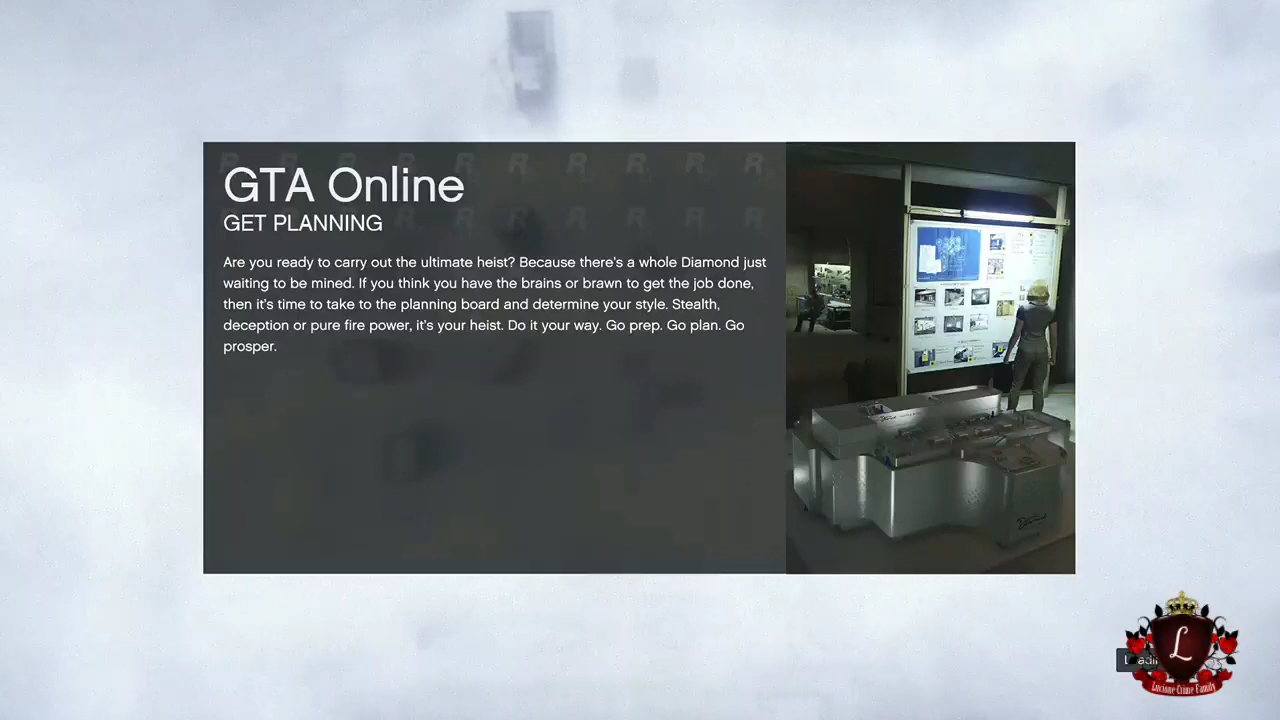 GTA Online
GET PLANNING
Are you ready to carry out the ultimate heist? Because there's a whole Diamond just
waiting to be mined. If you think you have the brains or brawn to get the job done,
then it's time to take to the planning board and determine your style. Stealth,
deception or pure fire power, it's your heist. Do it your way. Go prep. Go plan. Go
prosper.
L
Luciono Crime Family